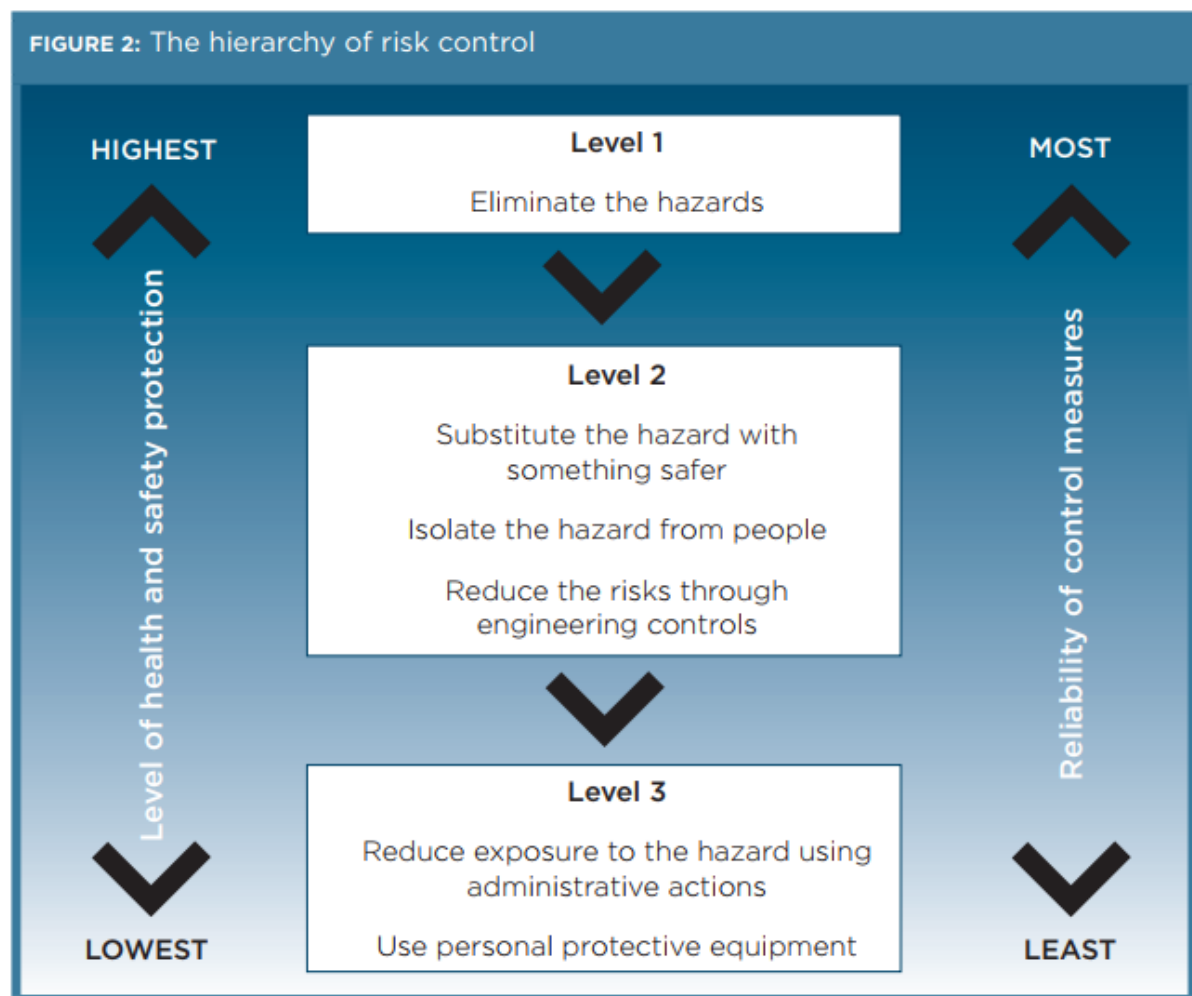 FIGURE 2: The hierarchy of risk control
HIGHEST
Level of health and safety protection
LOWEST
Level 1
Eliminate the hazards
Level 2
Substitute the hazard with
something safer
Isolate the hazard from people
Reduce the risks through
engineering controls
Level 3
Reduce exposure to the hazard using
administrative actions
Use personal protective equipment
MOST
Reliability of control measures
LEAST